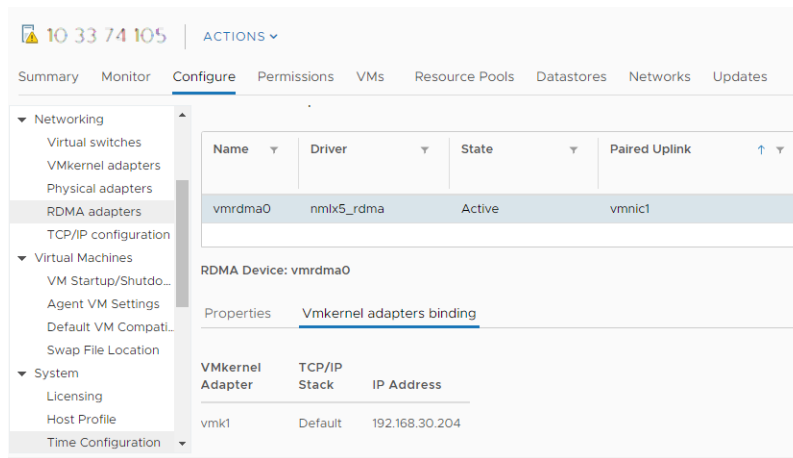 10 33 74 105 ACTIONS
Summary Monitor Configure Permissions VMs Resource Pools Datastores Networks Updates
Networking
Virtual switches
VMkernel adapters
Physical adapters
RDMA adapters
TCP/IP configuration
Virtual Machines
VM Startup/Shutdo...
Agent VM Settings
Default VM Compati...
Swap File Location
System
Licensing
Host Profile
Time Configuration
Name Driver State Paired Uplink
vmrdma0 nmlx5_rdma Active vmnic1
RDMA Device: vmrdma0
Properties Vmkernel adapters binding
VMkernel Adapter TCP/IP Stack IP Address
vmk1 Default 192.168.30.204